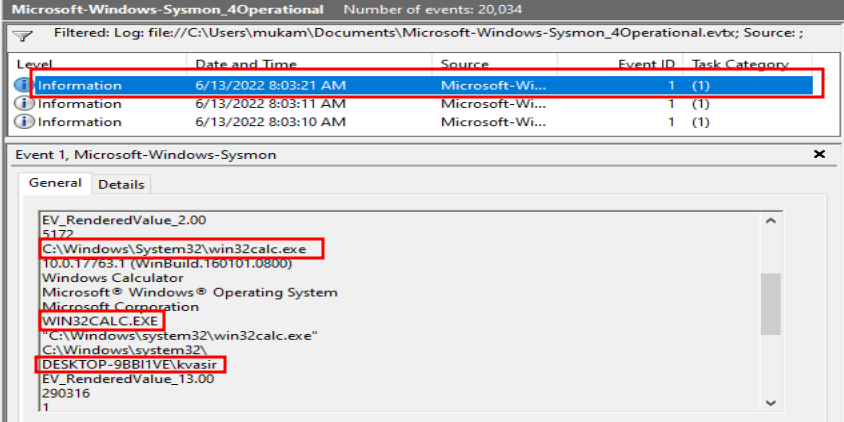 Microsoft-Windows-Sysmon_4Operational Number of events: 20,034
Filtered: Log: file://C:\Users\mukam\Documents\Microsoft-Windows-Sysmon_4Operational.evtx; Source: ;
Level Date and Time Source Event ID Task Category
Information 6/13/2022 8:03:21 AM Microsoft-Wi... 1 (1)
Information 6/13/2022 8:03:11 AM Microsoft-Wi... 1 (1)
Information 6/13/2022 8:03:10 AM Microsoft-Wi... 1 (1)
Event 1, Microsoft-Windows-Sysmon
General Details
EV_RenderedValue_2.00
5172
C:\Windows\System32\win32calc.exe
10.0.17763.1 (WinBuild.160101.0800)
Windows Calculator
Microsoft® Windows® Operating System
Microsoft Corporation
WIN32CALC.EXE
"C:\Windows\system32\win32calc.exe"
C:\Windows\system32\
DESKTOP-9BBI1VE\kvasir
EV_RenderedValue_13.00
290316
1